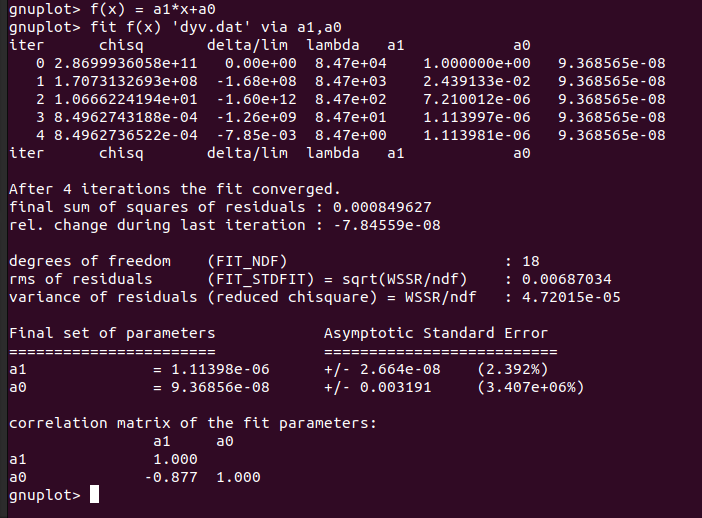 gnuplot> f(x) = a1*x+a0
gnuplot> fit f(x) 'dyv.dat' via a1,a0
iter      chisq       delta/lim  lambda   a1            a0
   0 2.8699936058e+11   0.00e+00  8.47e+04    1.000000e+00   9.368565e-08
   1 1.7073132693e+08  -1.68e+08  8.47e+03    2.439133e-02   9.368565e-08
   2 1.0666224194e+01  -1.60e+12  8.47e+02    7.210012e-06   9.368565e-08
   3 8.4962743188e-04  -1.26e+09  8.47e+01    1.113997e-06   9.368565e-08
   4 8.4962736522e-04  -7.85e-03  8.47e+00    1.113981e-06   9.368565e-08
iter      chisq       delta/lim  lambda   a1            a0
After 4 iterations the fit converged.
final sum of squares of residuals : 0.000849627
rel. change during last iteration : -7.84559e-08
degrees of freedom    (FIT_NDF)                        : 18
rms of residuals      (FIT_STDFIT) = sqrt(WSSR/ndf)    : 0.00687034
variance of residuals (reduced chisquare) = WSSR/ndf   : 4.72015e-05
Final set of parameters            Asymptotic Standard Error
=======================            ==========================
a1              = 1.11398e-06      +/- 2.664e-08    (2.392%)
a0              = 9.36856e-08      +/- 0.003191     (3.407e+06%)
correlation matrix of the fit parameters:
                a1     a0
a1              1.000
a0             -0.877  1.000
gnuplot>